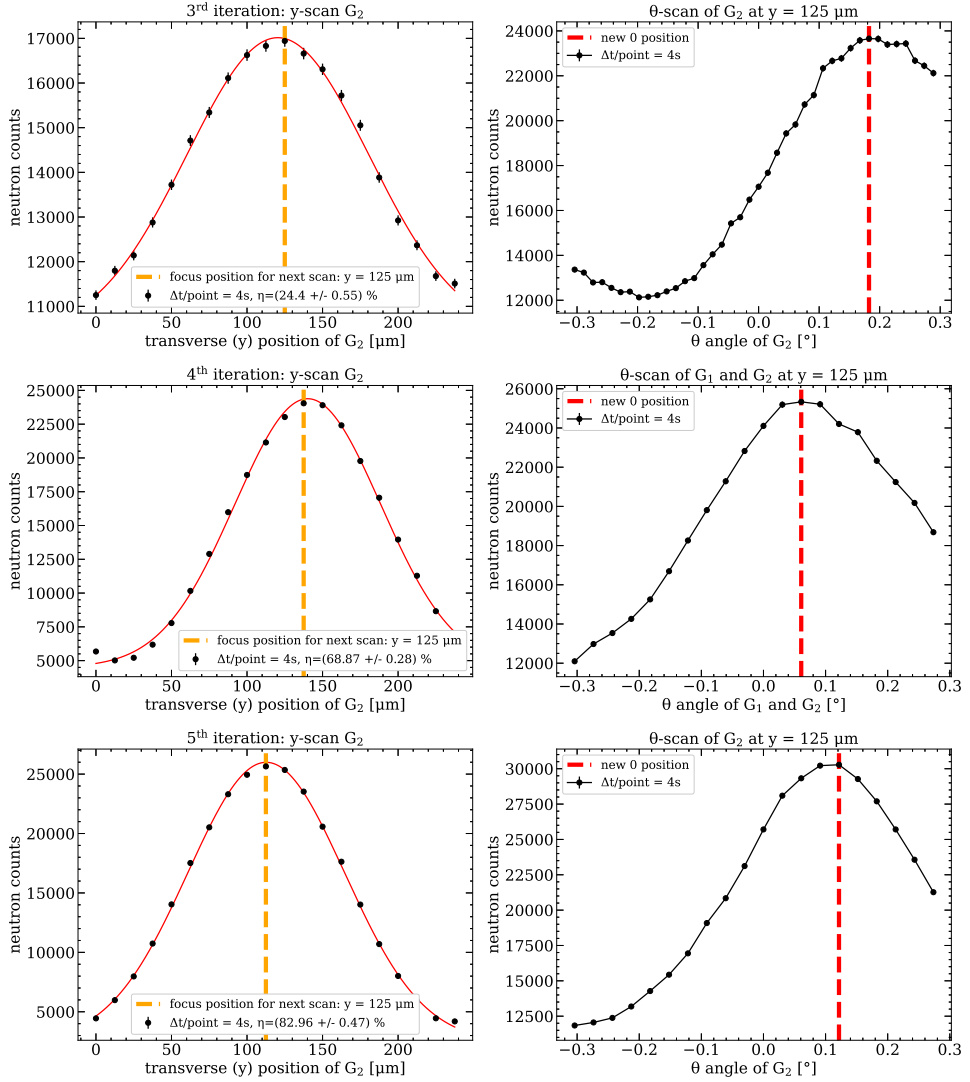 3rd iteration: y-scan G2
17000
16000
15000
14000
13000
12000
11000
neutron counts
focus position for next scan: y = 125 μm
Δt/point = 4s, η=(24.4 +/- 0.55) %
0 50 100 150 200
transverse (y) position of G2 [μm]
θ-scan of G2 at y = 125 μm
24000
22000
20000
18000
16000
14000
12000
neutron counts
new 0 position
Δt/point = 4s
−0.3 −0.2 −0.1 0.0 0.1 0.2 0.3
θ angle of G2 [°]
4th iteration: y-scan G2
25000
22500
20000
17500
15000
12500
10000
7500
5000
neutron counts
focus position for next scan: y = 125 μm
Δt/point = 4s, η=(68.87 +/- 0.28) %
0 50 100 150 200
transverse (y) position of G2 [μm]
θ-scan of G1 and G2 at y = 125 μm
26000
24000
22000
20000
18000
16000
14000
12000
neutron counts
new 0 position
Δt/point = 4s
−0.3 −0.2 −0.1 0.0 0.1 0.2 0.3
θ angle of G1 and G2 [°]
5th iteration: y-scan G2
25000
20000
15000
10000
5000
neutron counts
focus position for next scan: y = 125 μm
Δt/point = 4s, η=(82.96 +/- 0.47) %
0 50 100 150 200
transverse (y) position of G2 [μm]
θ-scan of G2 at y = 125 μm
30000
27500
25000
22500
20000
17500
15000
12500
neutron counts
new 0 position
Δt/point = 4s
−0.3 −0.2 −0.1 0.0 0.1 0.2 0.3
θ angle of G2 [°]